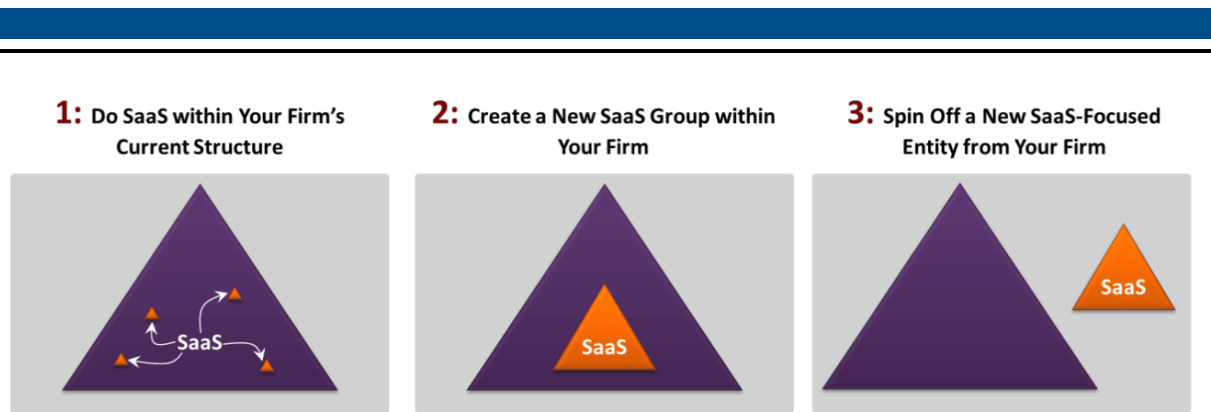 1: Do SaaS within Your Firm's
Current Structure
2: Create a New SaaS Group within
Your Firm
3: Spin Off a New SaaS-Focused
Entity from Your Firm
SaaS
SaaS
SaaS